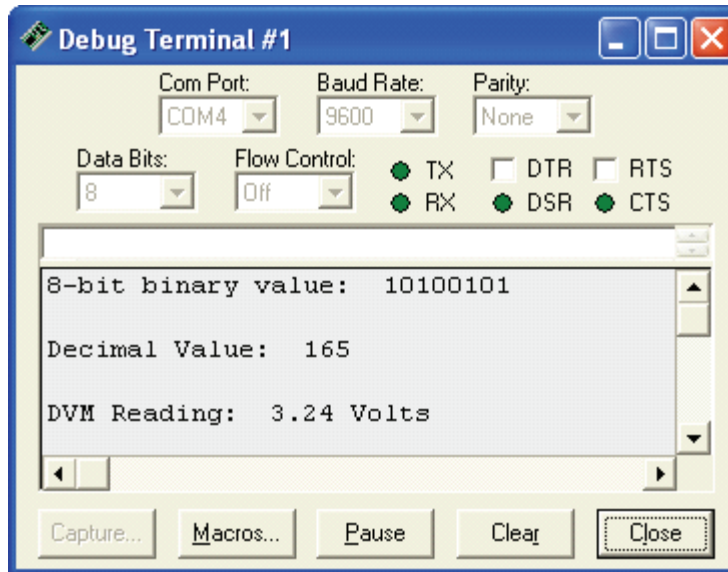 Debug Terminal #1
Com Port: Baud Rate: Parity:
COM4 9600 None
Data Bits: Flow Control: TX DTR RTS
8 Off RX DSR CTS
8-bit binary value: 10100101
Decimal Value: 165
DVM Reading: 3.24 Volts
Capture... Macros... Pause Clear Close